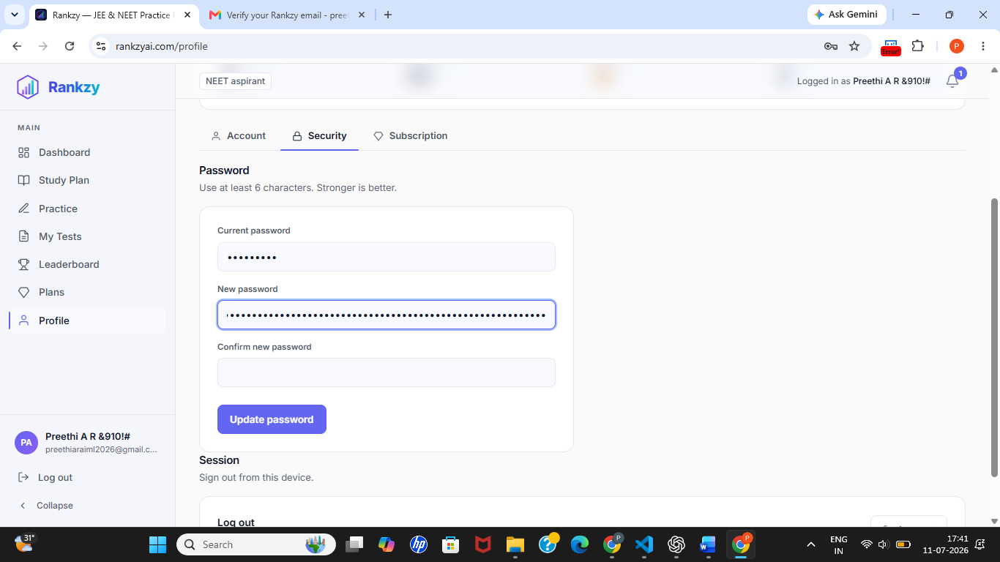 Rankzy — JEE & NEET Practice
Verify your Rankzy email - preet
Ask Gemini
rankzyai.com/profile
Error!
P
Rankzy
NEET aspirant
Logged in as Preethi A R &910!#
1
MAIN
Dashboard
Study Plan
Practice
My Tests
Leaderboard
Plans
Profile
Account
Security
Subscription
Password
Use at least 6 characters. Stronger is better.
Current password
•••••••••
New password
Confirm new password
Update password
Session
Sign out from this device.
Log out
PA
Preethi A R &910!#
preethiaraiml2026@gmail.c...
Log out
Collapse
31°
Search
ENG
IN
17:41
11-07-2026